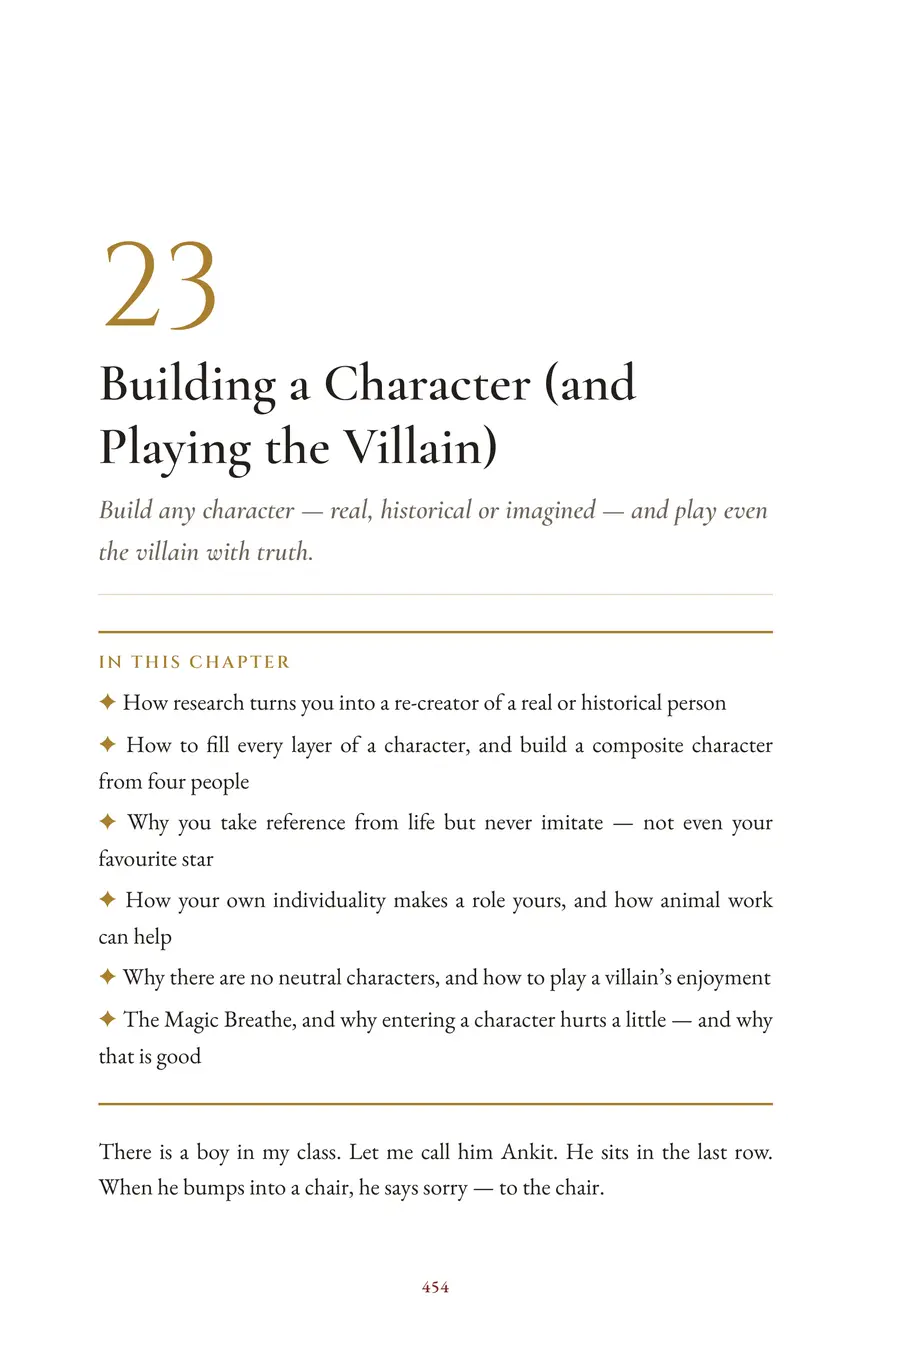 23
Building a Character (and
Playing the Villain)
Build any character — real, historical or imagined — and play even
the villain with truth.
IN THIS CHAPTER
✦ How research turns you into a re-creator of a real or historical person
✦ How to fill every layer of a character, and build a composite character
from four people
✦ Why you take reference from life but never imitate — not even your
favourite star
✦ How your own individuality makes a role yours, and how animal work
can help
✦ Why there are no neutral characters, and how to play a villain’s enjoyment
✦ The Magic Breathe, and why entering a character hurts a little — and why
that is good
There is a boy in my class. Let me call him Ankit. He sits in the last row.
When he bumps into a chair, he says sorry — to the chair.
454